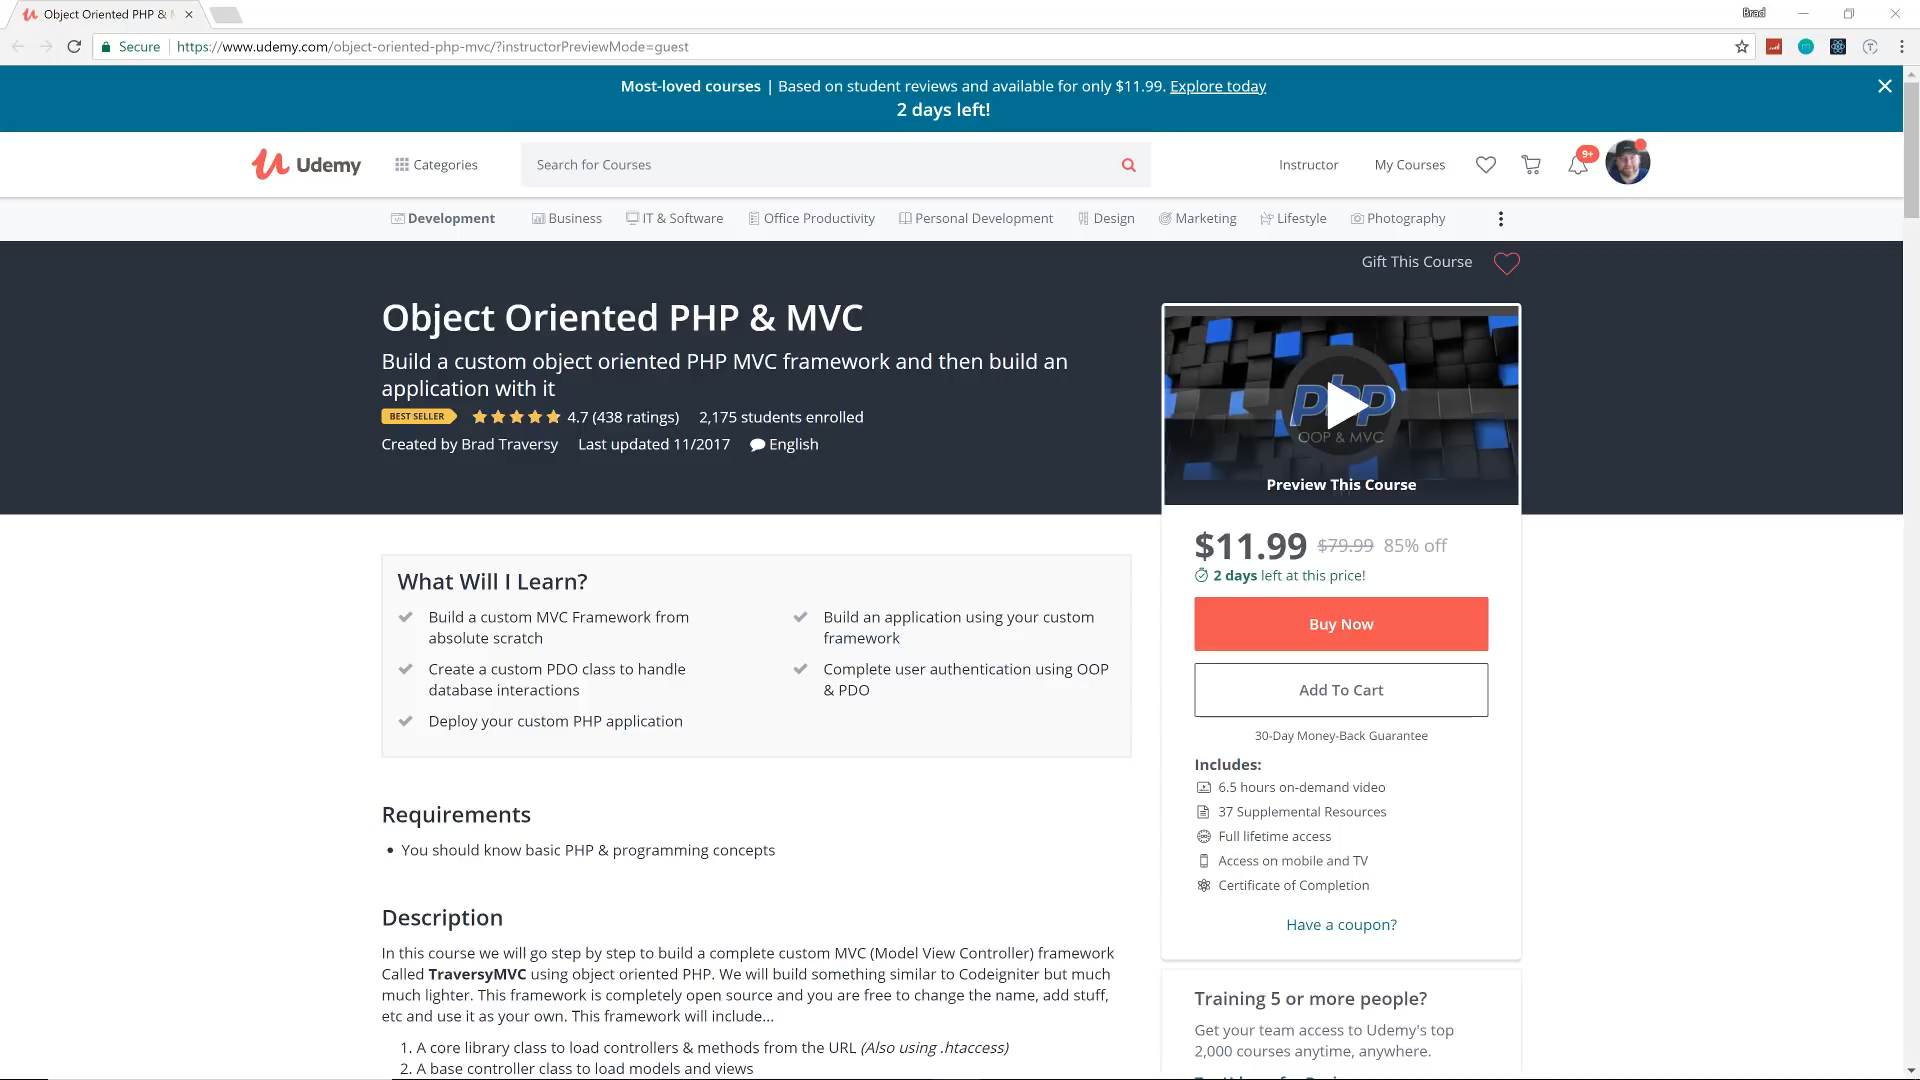 Object Oriented PHP &
Brad
Secure
https://www.udemy.com/object-oriented-php-mvc/?instructorPreviewMode=guest
Most-loved courses | Based on student reviews and available for only $11.99. Explore today
2 days left!
Udemy
Categories
Search for Courses
Instructor
My Courses
9+
Development
Business
IT & Software
Office Productivity
Personal Development
Design
Marketing
Lifestyle
Photography
Gift This Course
Object Oriented PHP & MVC
Build a custom object oriented PHP MVC framework and then build an
application with it
BEST SELLER
4.7 (438 ratings)
2,175 students enrolled
Created by Brad Traversy
Last updated 11/2017
English
php
OOP & MVC
Preview This Course
$11.99 $79.99 85% off
2 days left at this price!
Buy Now
Add To Cart
30-Day Money-Back Guarantee
Includes:
6.5 hours on-demand video
37 Supplemental Resources
Full lifetime access
Access on mobile and TV
Certificate of Completion
Have a coupon?
Training 5 or more people?
Get your team access to Udemy's top
2,000 courses anytime, anywhere.
What Will I Learn?
Build a custom MVC Framework from
absolute scratch
Create a custom PDO class to handle
database interactions
Deploy your custom PHP application
Build an application using your custom
framework
Complete user authentication using OOP
& PDO
Requirements
You should know basic PHP & programming concepts
Description
In this course we will go step by step to build a complete custom MVC (Model View Controller) framework
Called TraversyMVC using object oriented PHP. We will build something similar to Codeigniter but much
much lighter. This framework is completely open source and you are free to change the name, add stuff,
etc and use it as your own. This framework will include...
1. A core library class to load controllers & methods from the URL (Also using .htaccess)
2. A base controller class to load models and views